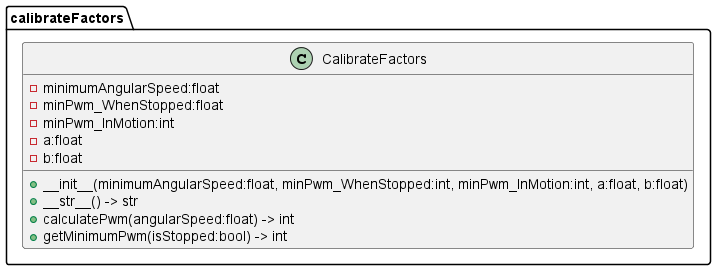 calibrateFactors
C CalibrateFactors
minimumAngularSpeed:float
minPwm_WhenStopped:float
minPwm_InMotion:int
a:float
b:float
__init__(minimumAngularSpeed:float, minPwm_WhenStopped:int, minPwm_InMotion:int, a:float, b:float)
__str__() -> str
calculatePwm(angularSpeed:float) -> int
getMinimumPwm(isStopped:bool) -> int